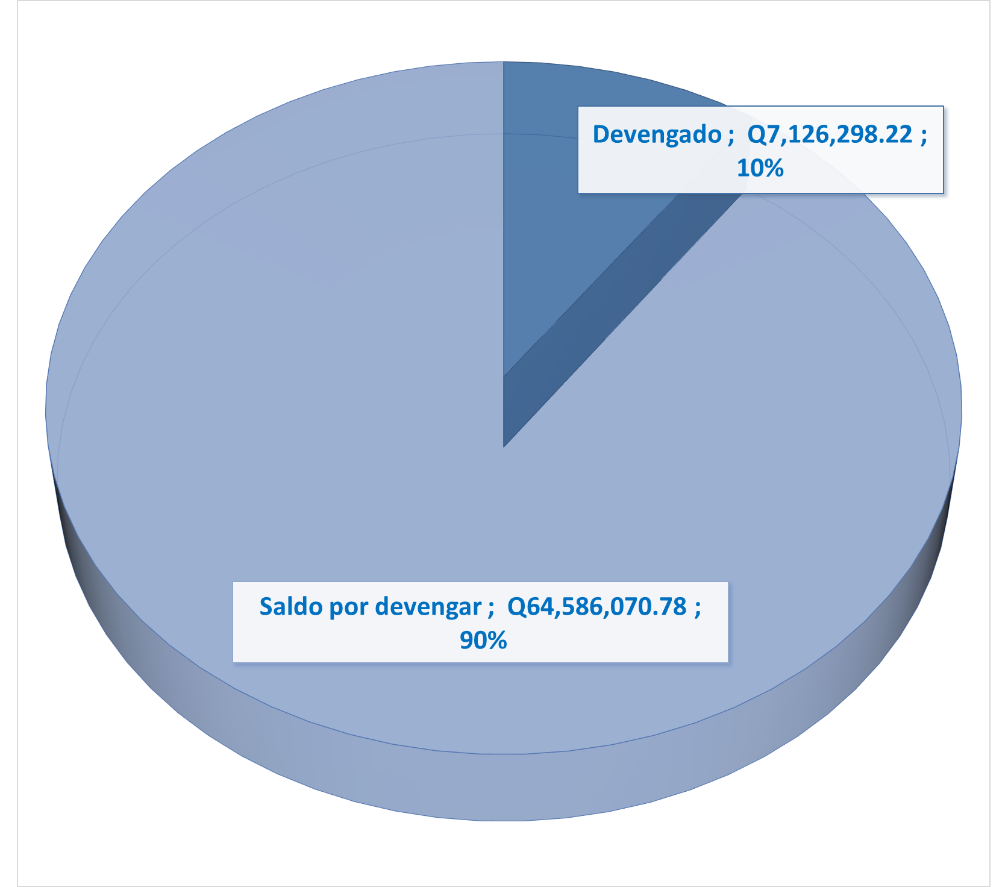 Devengado ;  Q7,126,298.22 ;
10%
Saldo por devengar ;  Q64,586,070.78 ;
90%